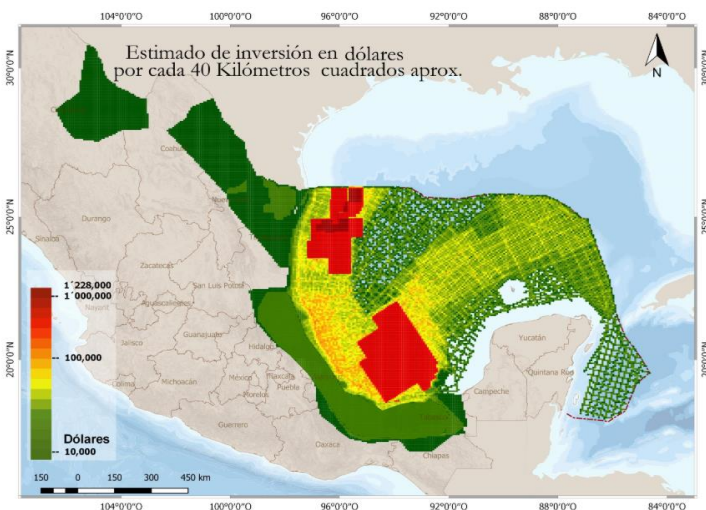 104°0'0"O 100°0'0"O 96°0'0"O 92°0'0"O 88°0'0"O 84°0'0"O
Estimado de inversión en dólares
por cada 40 Kilómetros cuadrados aprox.
N
30°0'0"N
25°0'0"N
20°0'0"N
Durango
Sinaloa
Zacatecas
San Luis Potosí
Nayarit
Aguascalientes
Guanajuato
Jalisco
Hidalgo
Colima
Michoacán
México
Tlaxcala
Puebla
Morelos
Guerrero
Oaxaca
Chiapas
Campeche
Yucatán
Quintana Roo
1´228,000
1´000,000
100,000
Dólares
10,000
150 0 150 300 450 km
104°0'0"O 100°0'0"O 96°0'0"O 92°0'0"O 88°0'0"O 84°0'0"O